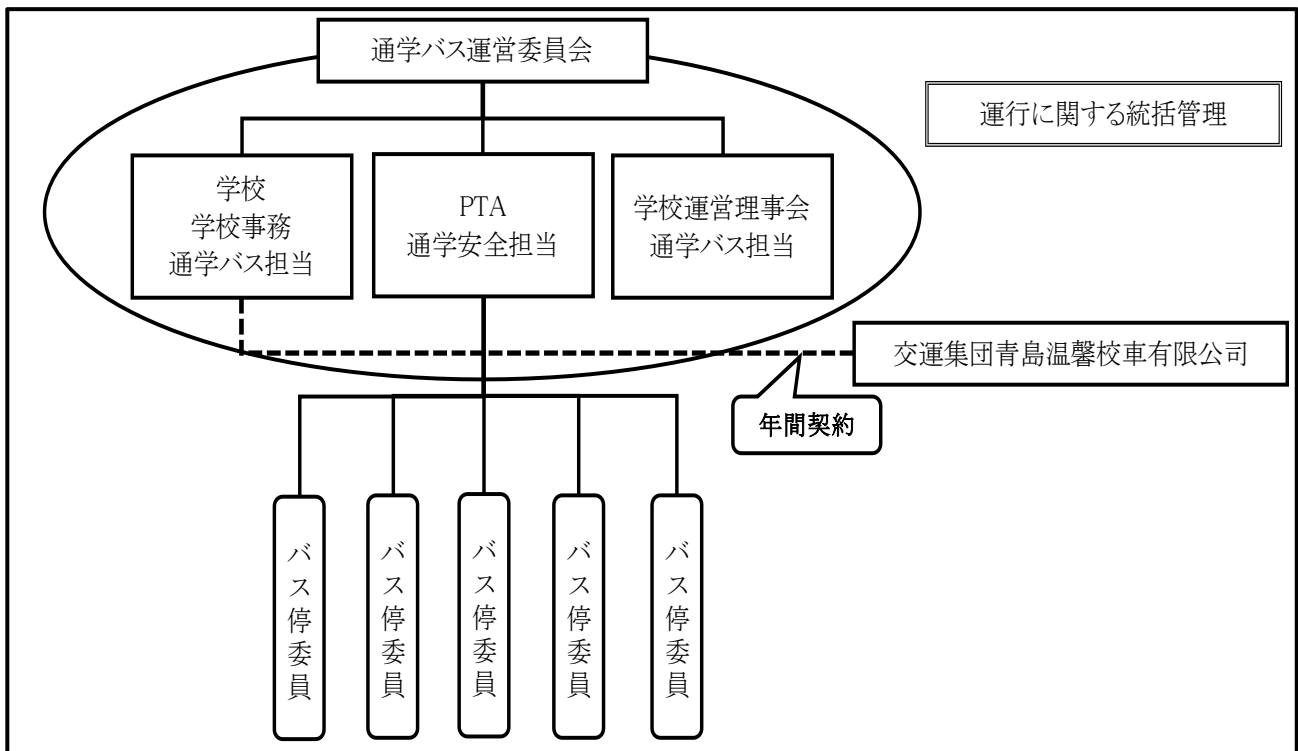 通学バス運営委員会
運行に関する統括管理
学校
学校事務
通学バス担当
PTA
通学安全担当
学校運営理事会
通学バス担当
交運集団青島温馨校車有限公司
年間契約
バス停委員
バス停委員
バス停委員
バス停委員
バス停委員